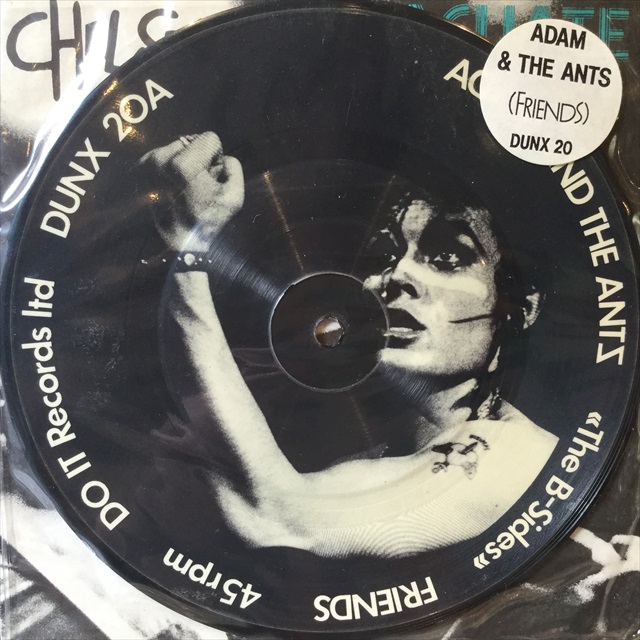 ADAM
& THE ANTS
(FRIENDS)
DUNX 20
DO IT Records ltd
DUNX 20A
AND THE ANTZ
«The B-Sides»
FRIENDS
45 rpm